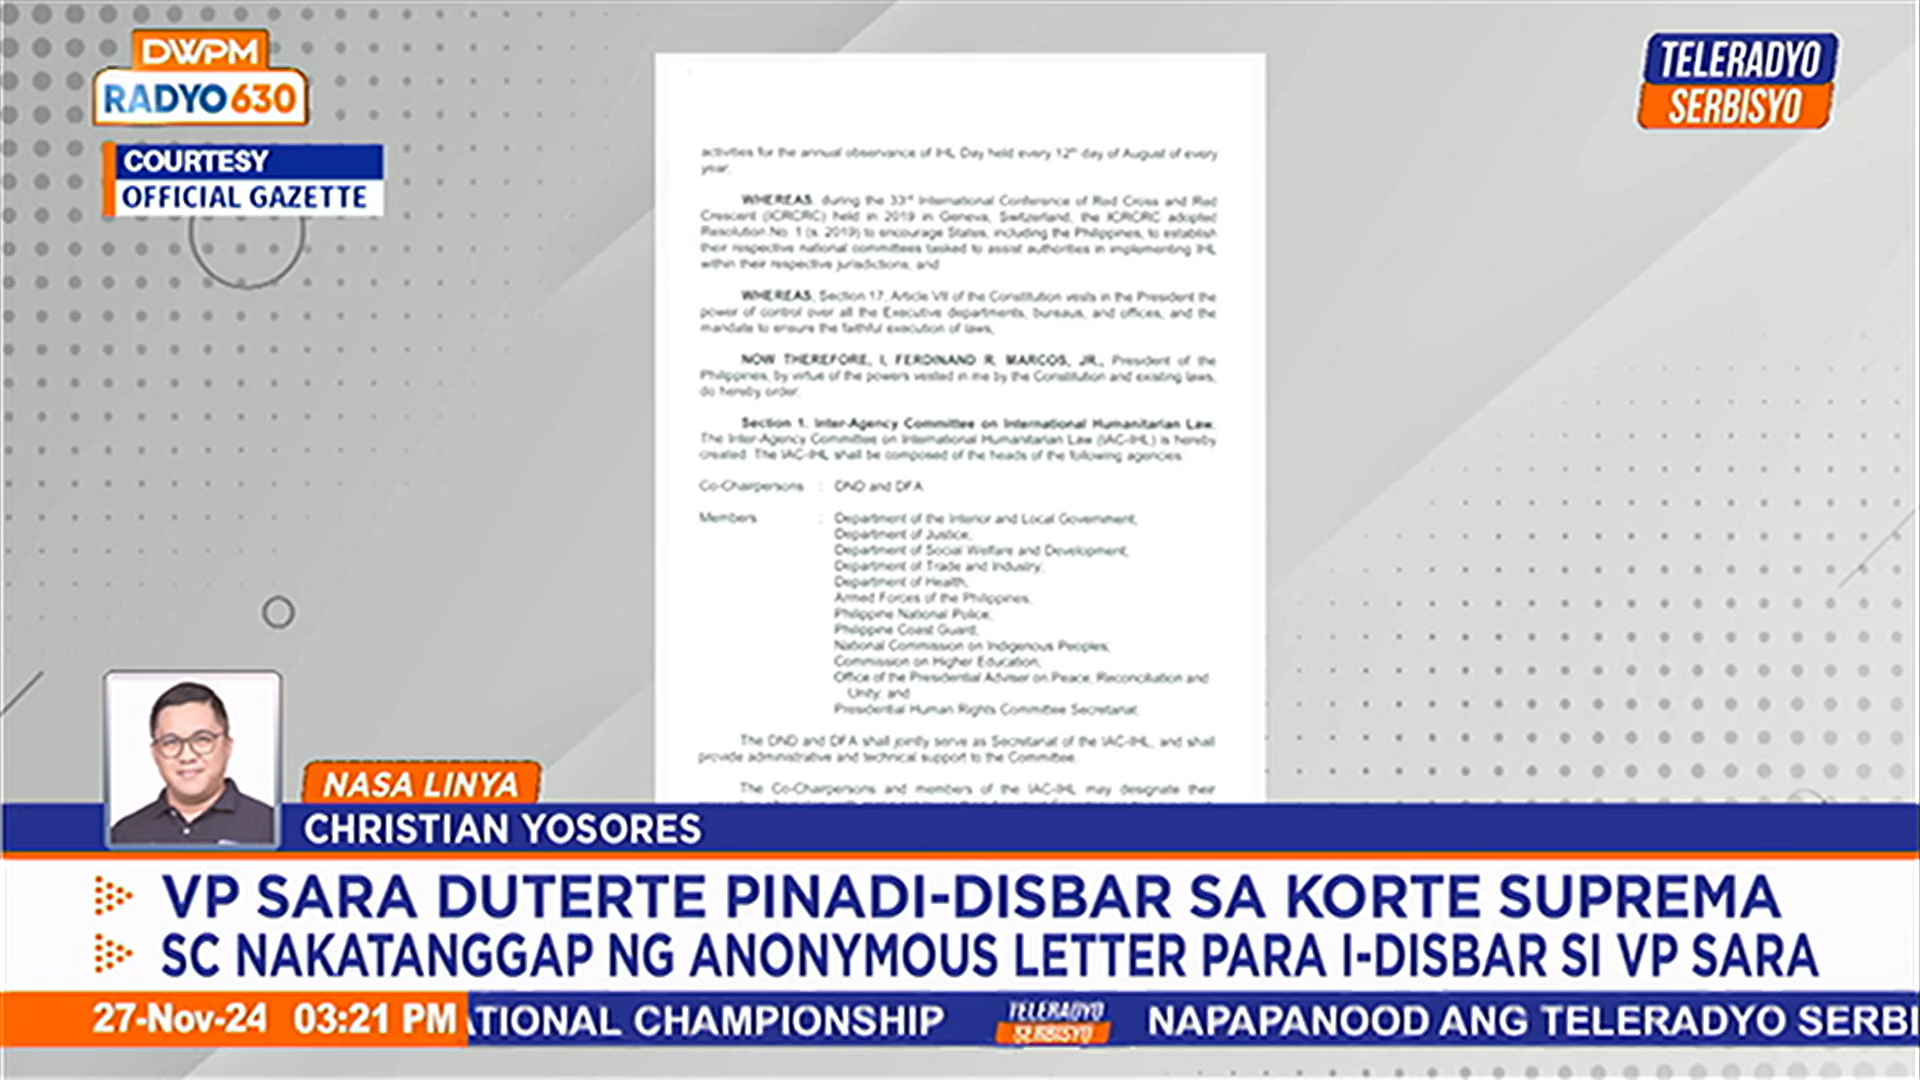 DWPM
RADYO 630
TELERADYO
SERBISYO
COURTESY
OFFICIAL GAZETTE
activities for the annual observance of IHL Day held every 12th day of August of every
year;
WHEREAS, during the 33rd International Conference of Red Cross and Red
Crescent (ICRCRC) held in 2019 in Geneva, Switzerland, the ICRCRC adopted
Resolution No. 1 (s. 2019) to encourage States, including the Philippines, to establish
their respective national committees tasked to assist authorities in implementing IHL
within their respective jurisdictions; and
WHEREAS, Section 17, Article VII of the Constitution vests in the President the
power of control over all the Executive departments, bureaus, and offices, and the
mandate to ensure the faithful execution of laws;
NOW THEREFORE, I, FERDINAND R. MARCOS, JR., President of the
Philippines, by virtue of the powers vested in me by the Constitution and existing laws,
do hereby order:
Section 1. Inter-Agency Committee on International Humanitarian Law.
The Inter-Agency Committee on International Humanitarian Law (IAC-IHL) is hereby
created. The IAC-IHL shall be composed of the heads of the following agencies:
Co-Chairpersons : DND and DFA
Members : Department of the Interior and Local Government;
Department of Justice;
Department of Social Welfare and Development;
Department of Trade and Industry;
Department of Health;
Armed Forces of the Philippines;
Philippine National Police;
Philippine Coast Guard;
National Commission on Indigenous Peoples;
Commission on Higher Education;
Office of the Presidential Adviser on Peace, Reconciliation and
Unity; and
Presidential Human Rights Committee Secretariat.
The DND and DFA shall jointly serve as Secretariat of the IAC-IHL, and shall
provide administrative and technical support to the Committee.
The Co-Chairpersons and members of the IAC-IHL may designate their
NASA LINYA
CHRISTIAN YOSORES
VP SARA DUTERTE PINADI-DISBAR SA KORTE SUPREMA
SC NAKATANGGAP NG ANONYMOUS LETTER PARA I-DISBAR SI VP SARA
27-Nov-24 03:21 PM TIONAL CHAMPIONSHIP TELERADYO SERBISYO NAPAPANOOD ANG TELERADYO SERBI